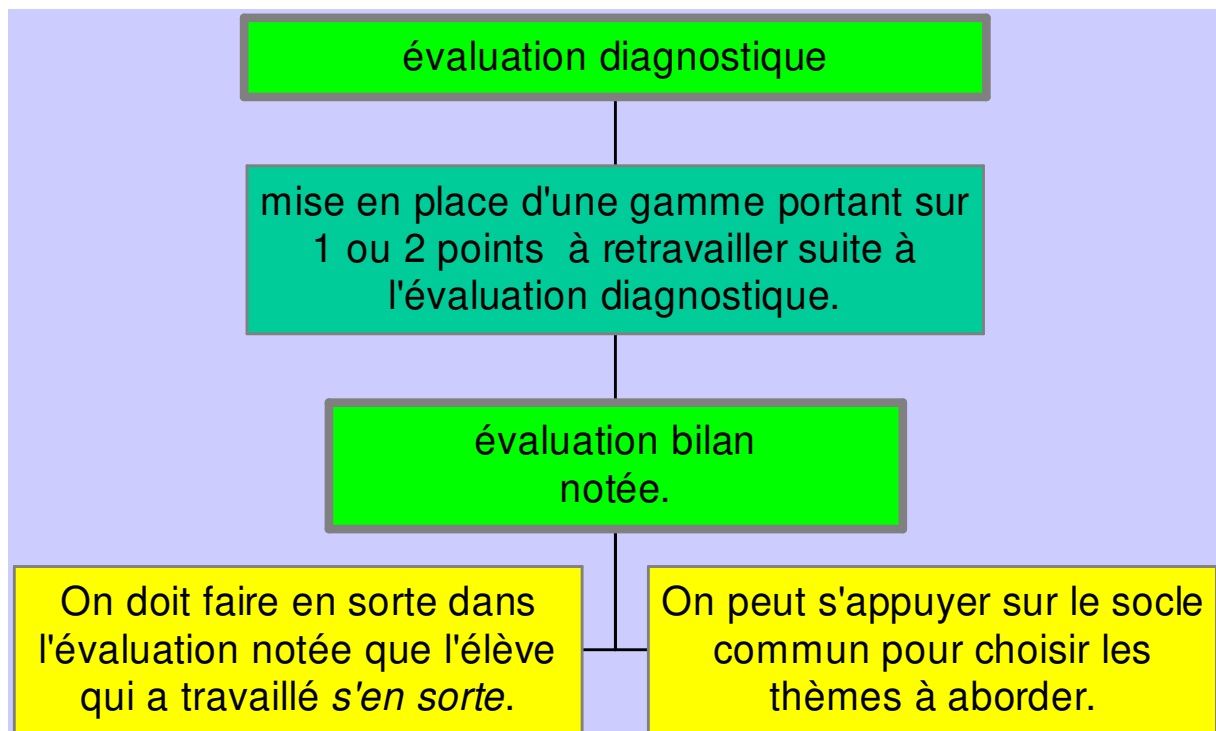 évaluation diagnostique
mise en place d'une gamme portant sur
1 ou 2 points  à retravailler suite à
l'évaluation diagnostique.
évaluation bilan
notée.
On doit faire en sorte dans
l'évaluation notée que l'élève
qui a travaillé s'en sorte.
On peut s'appuyer sur le socle
commun pour choisir les
thèmes à aborder.